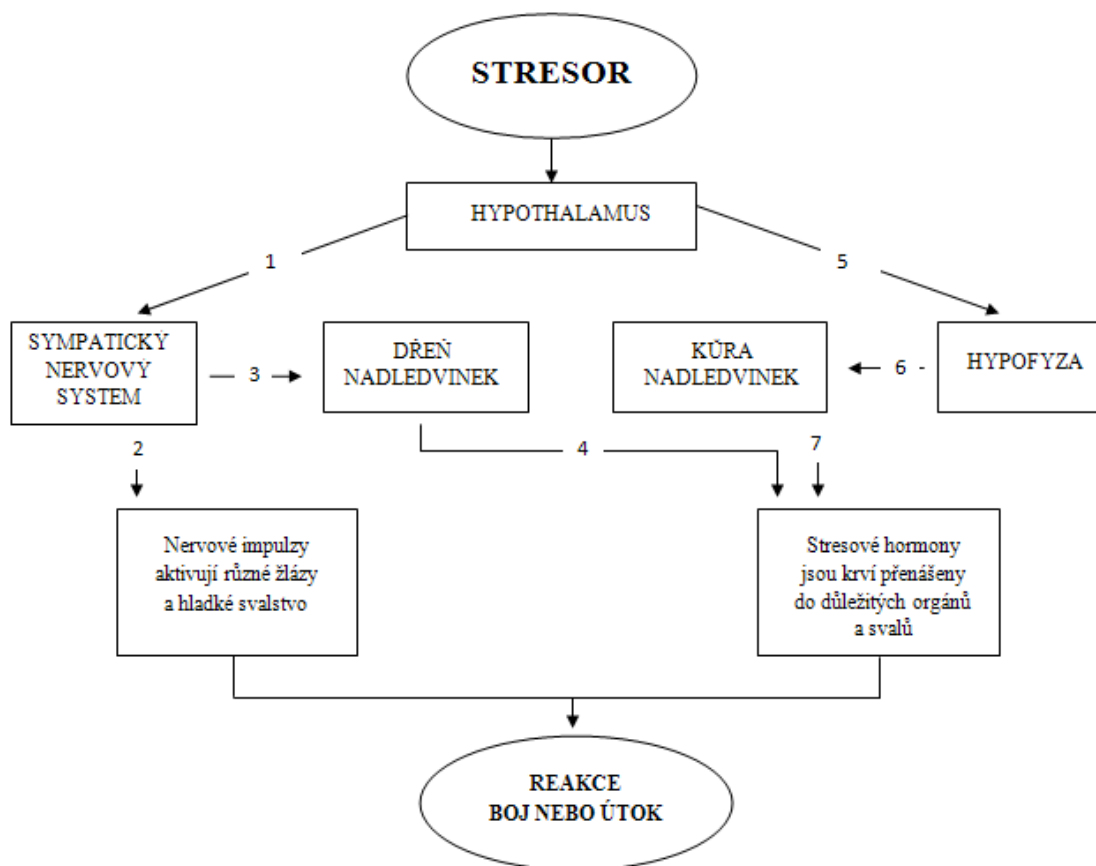 STRESOR
HYPOTHALAMUS
1
5
SYMPATICKÝ
NERVOVÝ
SYSTEM
3
DŘEŇ
NADLEDVINEK
KŮRA
NADLEDVINEK
6 -
HYPOFYZA
2
4
7
Nervové impulzy
aktivují různé žlázy
a hladké svalstvo
Stresové hormony
jsou krví přenášeny
do důležitých orgánů
a svalů
REAKCE
BOJ NEBO ÚTOK